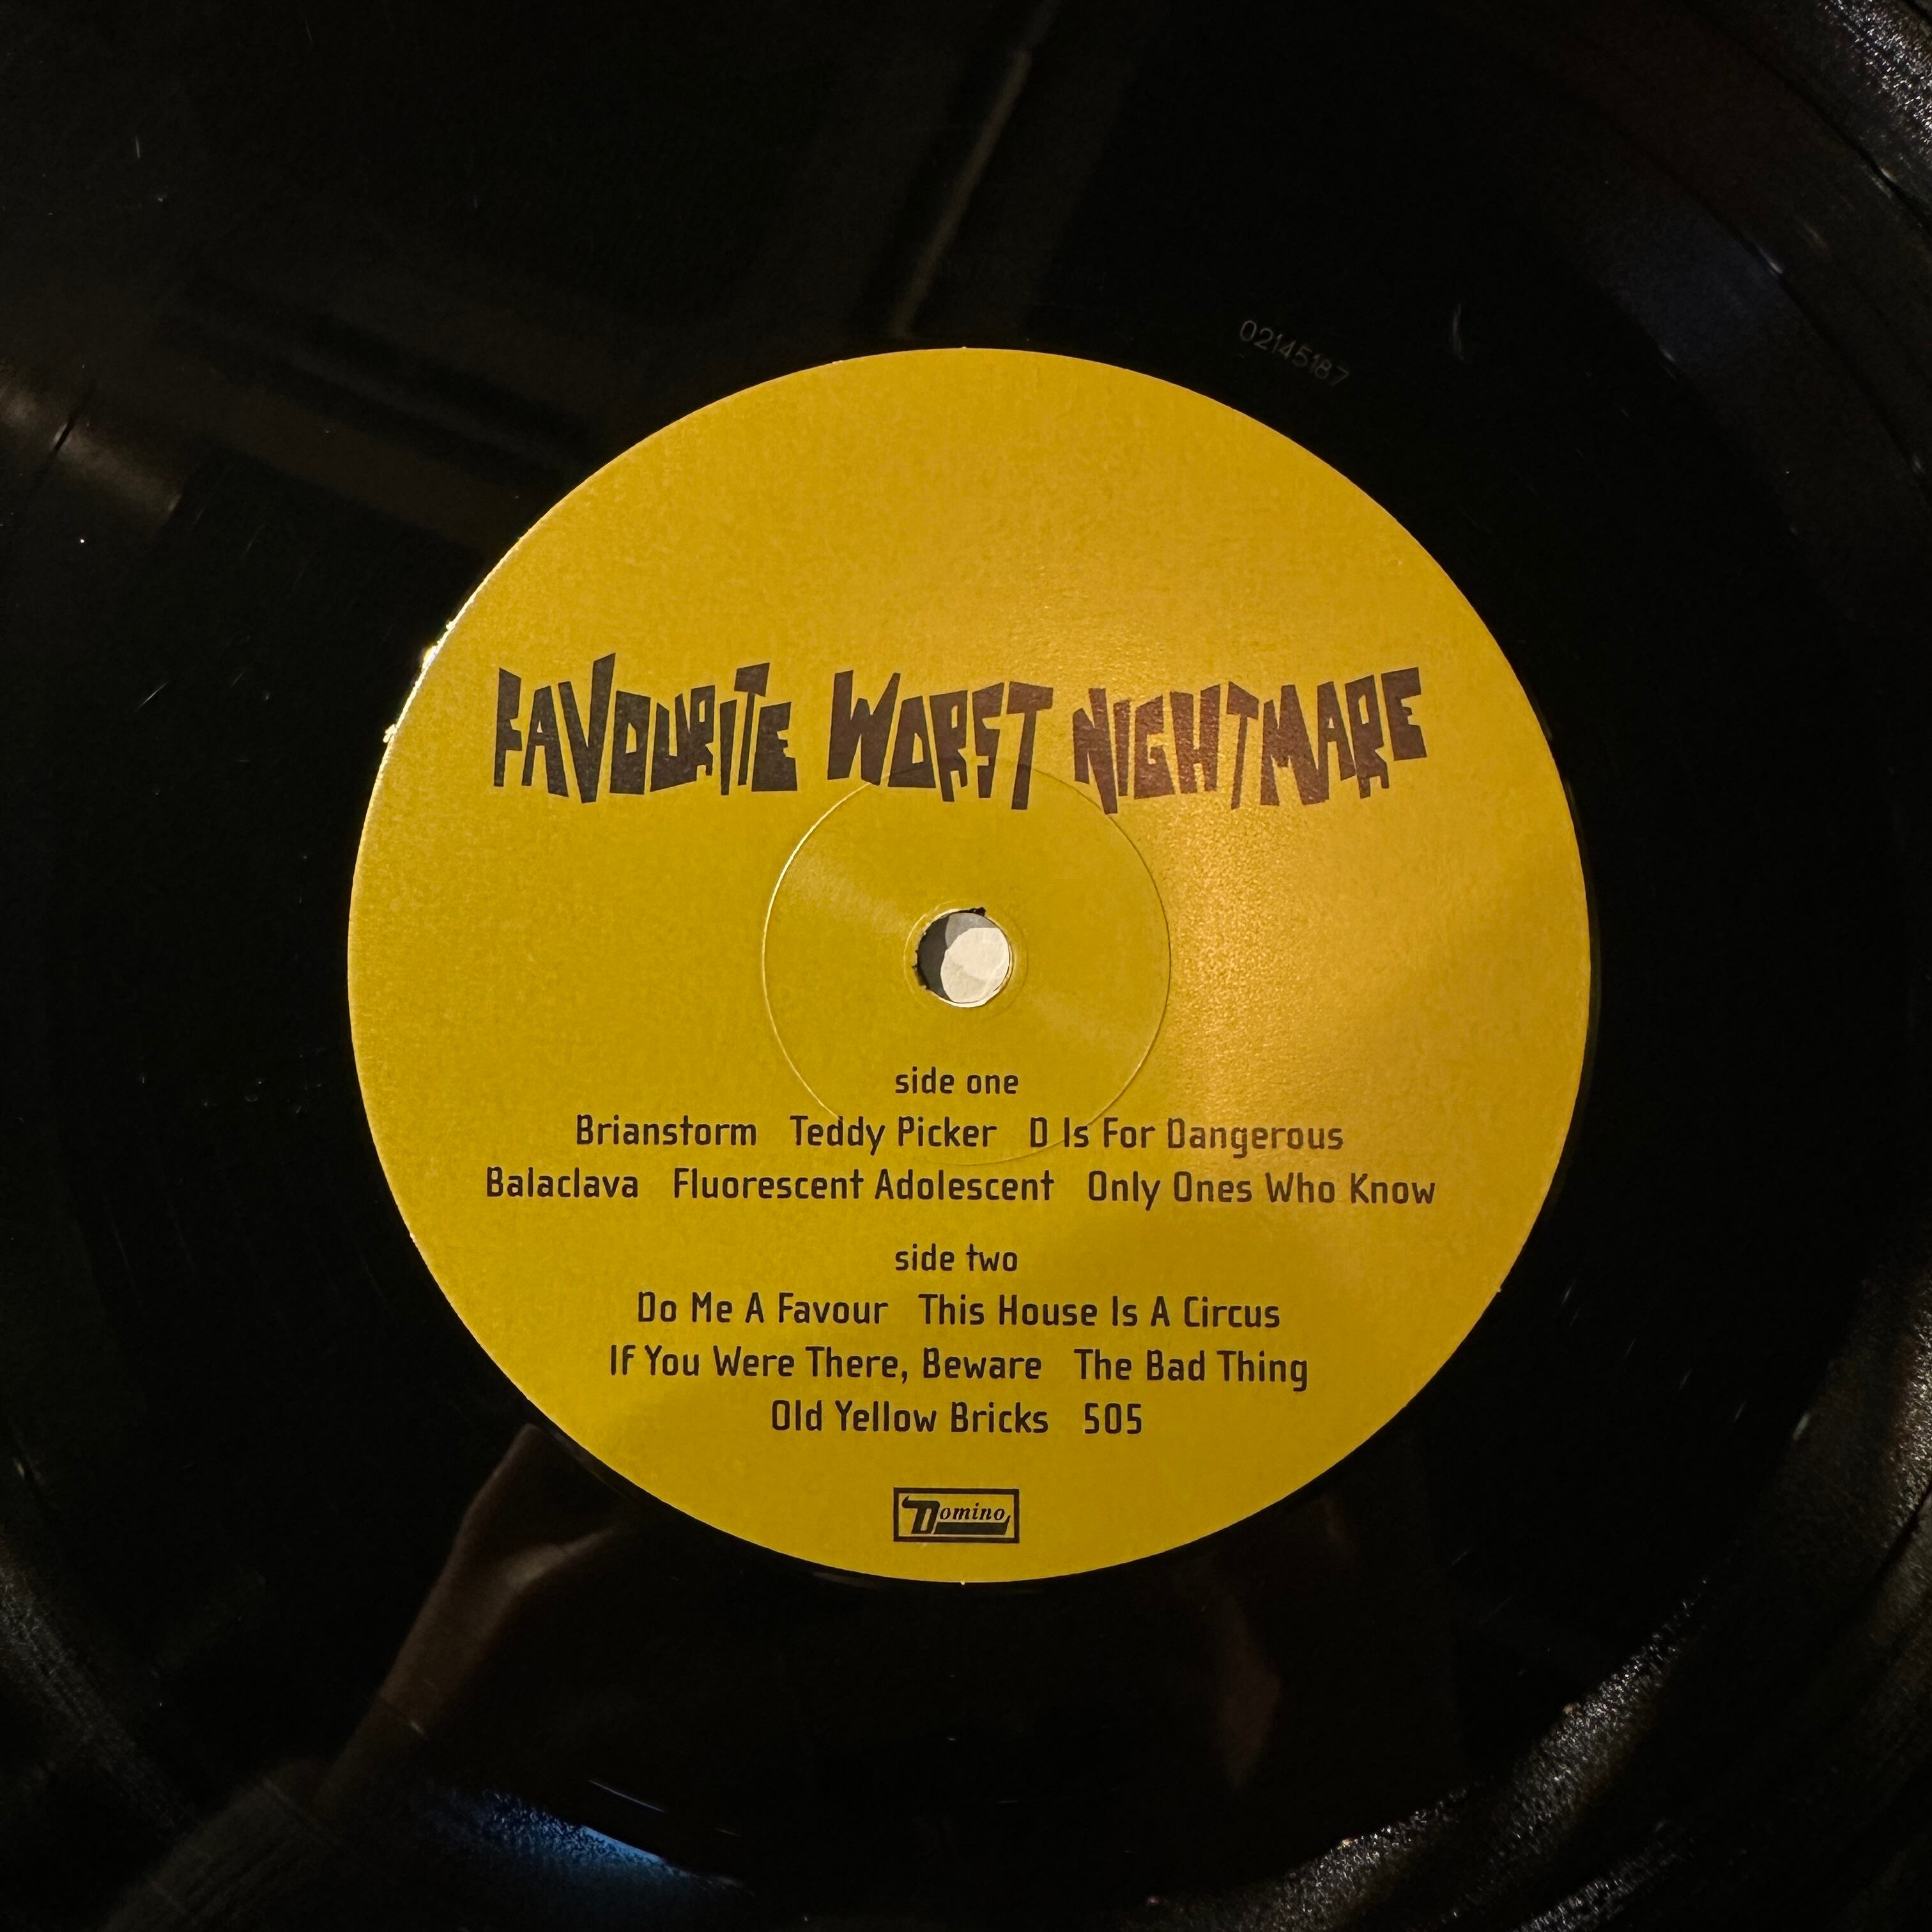 02145187
FAVOURITE WORST NIGHTMARE
side one
Brianstorm Teddy Picker D Is For Dangerous
Balaclava Fluorescent Adolescent Only Ones Who Know
side two
Do Me A Favour This House Is A Circus
If You Were There, Beware The Bad Thing
Old Yellow Bricks 505
Domino